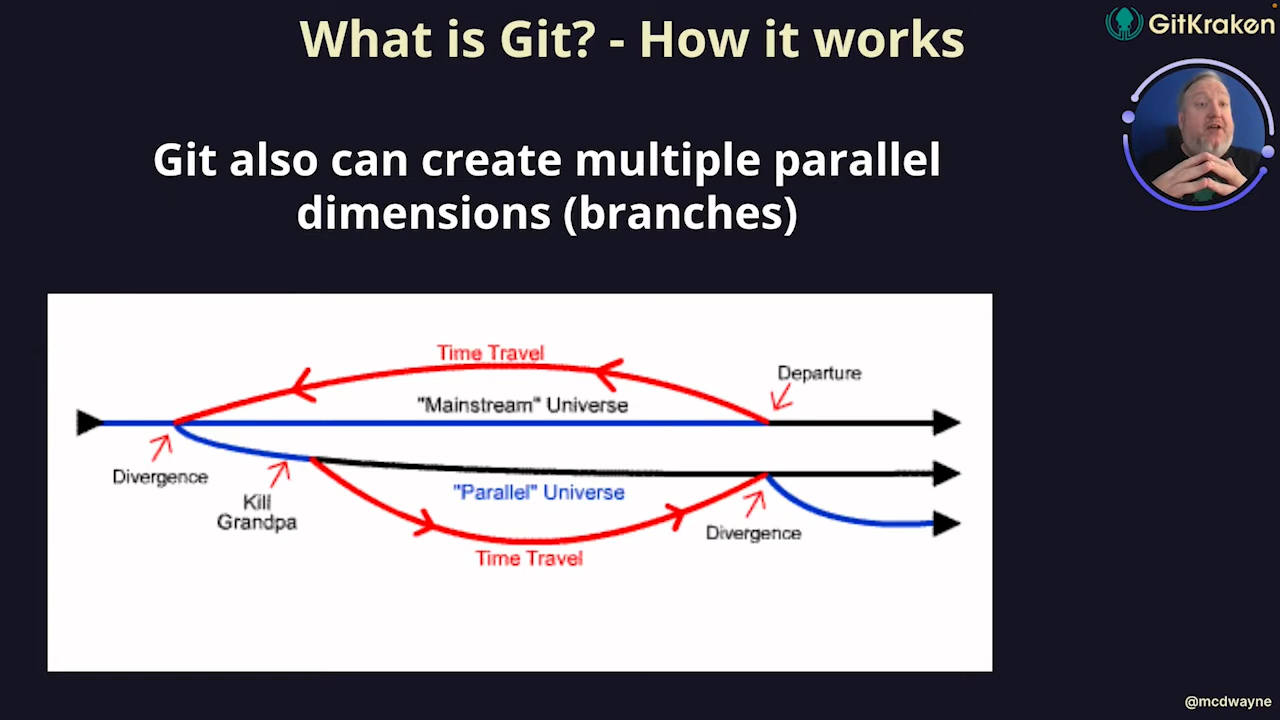 What is Git? - How it works
GitKraken
Git also can create multiple parallel
dimensions (branches)
Time Travel
Departure
"Mainstream" Universe
Divergence
"Parallel" Universe
Kill
Grandpa
Divergence
Time Travel
@mcdwayne